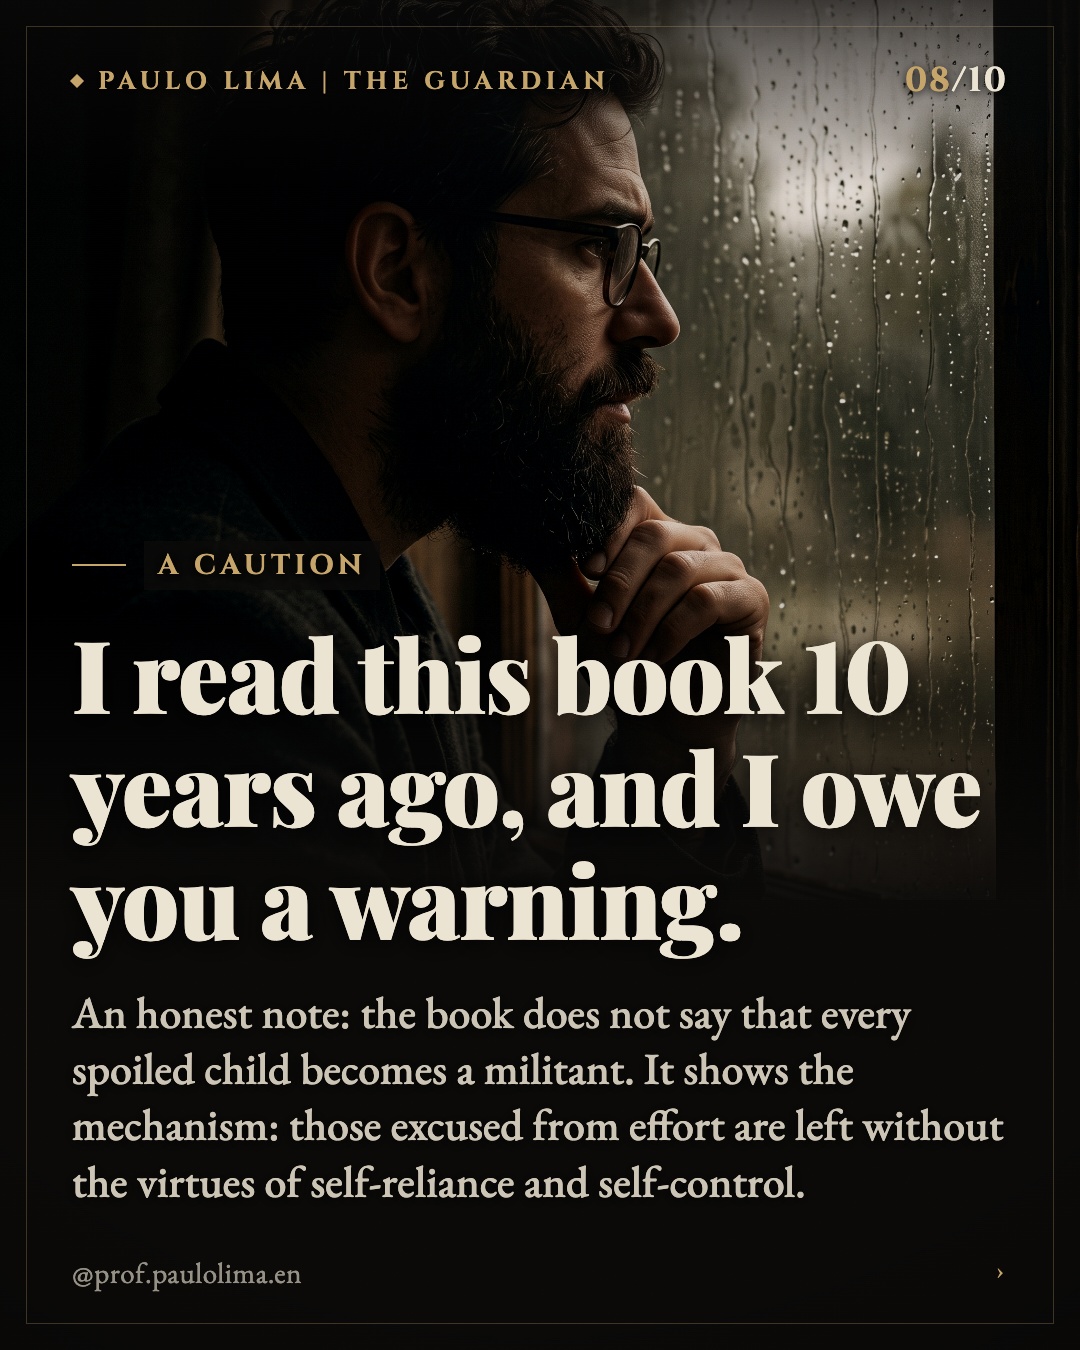 ◆ PAULO LIMA | THE GUARDIAN
08/10
A CAUTION
I read this book 10
years ago, and I owe
you a warning.
An honest note: the book does not say that every
spoiled child becomes a militant. It shows the
mechanism: those excused from effort are left without
the virtues of self-reliance and self-control.
@prof.paulolima.en
›